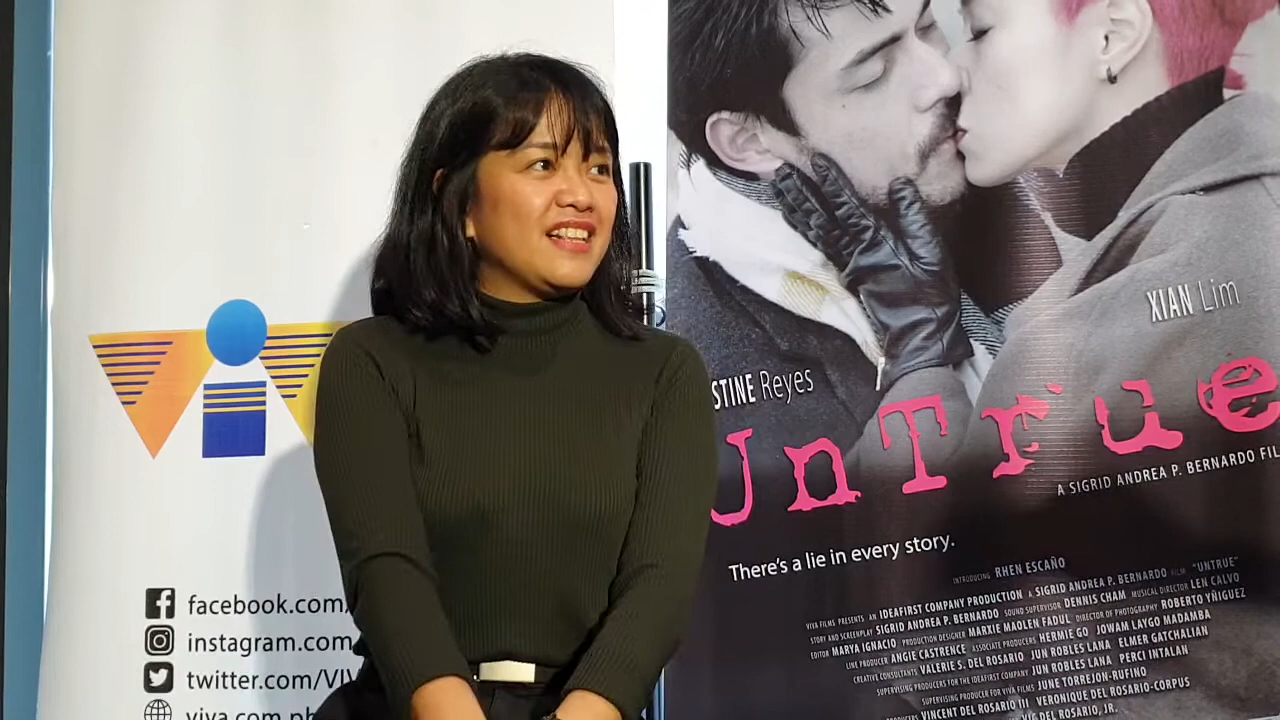 VIV
facebook.com/
instagram.com
twitter.com/VIV
viva.com.ph
XIAN Lim
STINE Reyes
UnTrue
A SIGRID ANDREA P. BERNARDO FIL
There's a lie in every story.
INTRODUCING RHEN ESCAÑO
VIVA FILMS PRESENTS AN IDEAFIRST COMPANY PRODUCTION A SIGRID ANDREA P. BERNARDO FILM "UNTRUE"
STORY AND SCREENPLAY SIGRID ANDREA P. BERNARDO SOUND SUPERVISOR DENNIS CHAM MUSICAL DIRECTOR LEN CALVO
EDITOR MARYA IGNACIO PRODUCTION DESIGNER MARXIE MAOLEN FADUL DIRECTOR OF PHOTOGRAPHY ROBERTO YÑIGUEZ
LINE PRODUCER ANGIE CASTRENCE ASSOCIATE PRODUCERS HERMIE GO JOWAM LAYGO MADAMBA
CREATIVE CONSULTANTS VALERIE S. DEL ROSARIO JUN ROBLES LANA ELMER GATCHALIAN
SUPERVISING PRODUCERS FOR THE IDEAFIRST COMPANY JUN ROBLES LANA PERCI INTALAN
SUPERVISING PRODUCER FOR VIVA FILMS JUNE TORREJON-RUFINO
PRODUCERS VINCENT DEL ROSARIO III VERONIQUE DEL ROSARIO-CORPUS
VIC DEL ROSARIO, JR.